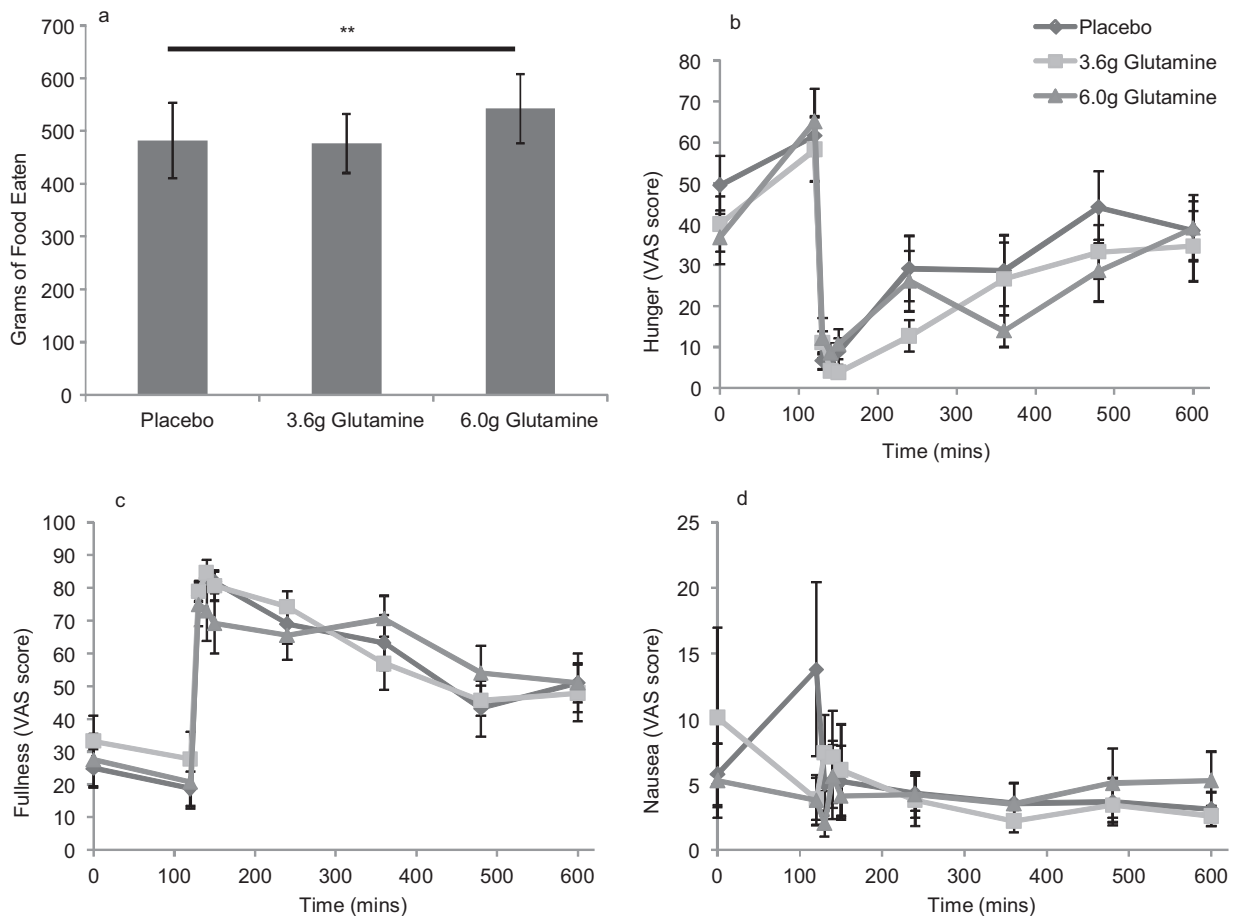 a
700
600
500
400
300
200
100
0
Grams of Food Eaten
**
Placebo
3.6g Glutamine
6.0g Glutamine
b
Placebo
3.6g Glutamine
6.0g Glutamine
80
70
60
50
40
30
20
10
0
Hunger (VAS score)
0 100 200 300 400 500 600
Time (mins)
c
100
90
80
70
60
50
40
30
20
10
0
Fullness (VAS score)
0 100 200 300 400 500 600
Time (mins)
d
25
20
15
10
5
0
Nausea (VAS score)
0 100 200 300 400 500 600
Time (mins)